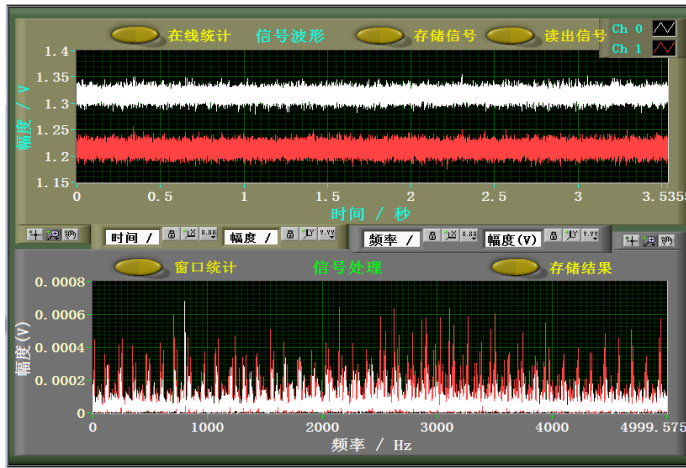 在线统计 信号波形 存储信号 读出信号 Ch 0
Ch 1
1.4
1.35
1.3
1.25
1.2
1.15
幅度 / V
0 0.5 1 1.5 2 2.5 3 3.535
时间 / 秒
时间 / 幅度 / 频率 / 幅度(V)
窗口统计 信号处理 存储结果
0.0008
0.0006
0.0004
0.0002
0
幅度(V)
0 1000 2000 3000 4000 4999.575
频率 / Hz